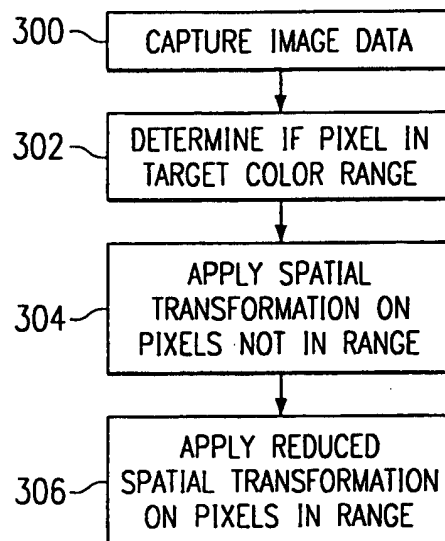 300
CAPTURE IMAGE DATA
302
DETERMINE IF PIXEL IN
TARGET COLOR RANGE
304
APPLY SPATIAL
TRANSFORMATION ON
PIXELS NOT IN RANGE
306
APPLY REDUCED
SPATIAL TRANSFORMATION
ON PIXELS IN RANGE